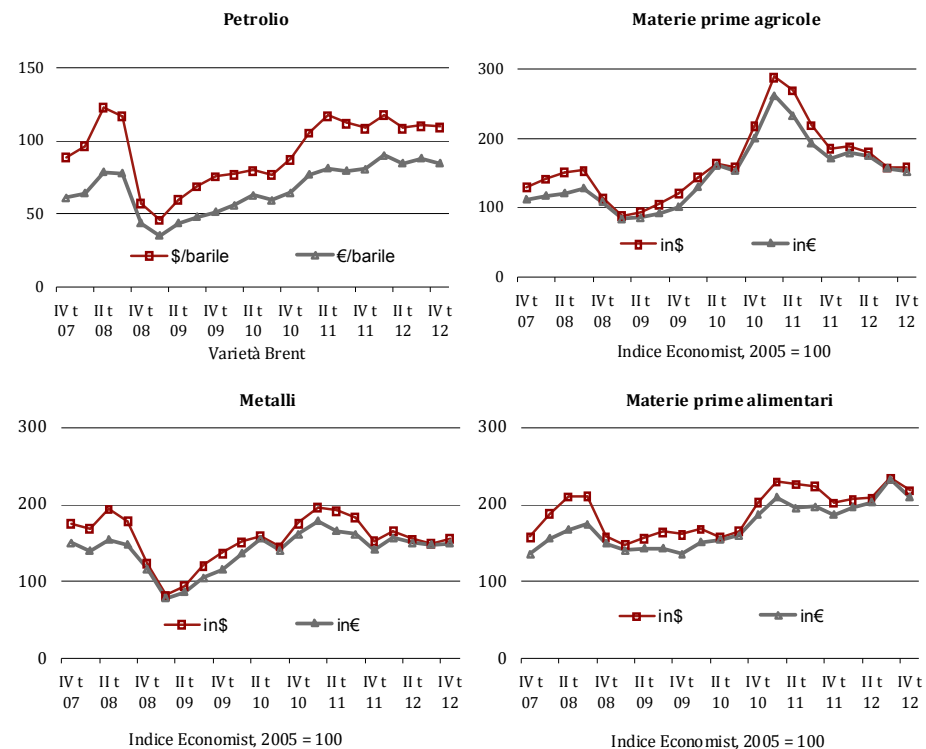 Petrolio
150
100
50
0
$/barile
€/barile
IV t II t IV t II t IV t II t IV t II t IV t II t IV t
07 08 08 09 09 10 10 11 11 12 12
Varietà Brent
Materie prime agricole
300
200
100
0
in$
in€
IV t II t IV t II t IV t II t IV t II t IV t II t IV t
07 08 08 09 09 10 10 11 11 12 12
Indice Economist, 2005 = 100
Metalli
300
200
100
0
in$
in€
IV t II t IV t II t IV t II t IV t II t IV t II t IV t
07 08 08 09 09 10 10 11 11 12 12
Indice Economist, 2005 = 100
Materie prime alimentari
300
200
100
0
in$
in€
IV t II t IV t II t IV t II t IV t II t IV t II t IV t
07 08 08 09 09 10 10 11 11 12 12
Indice Economist, 2005 = 100